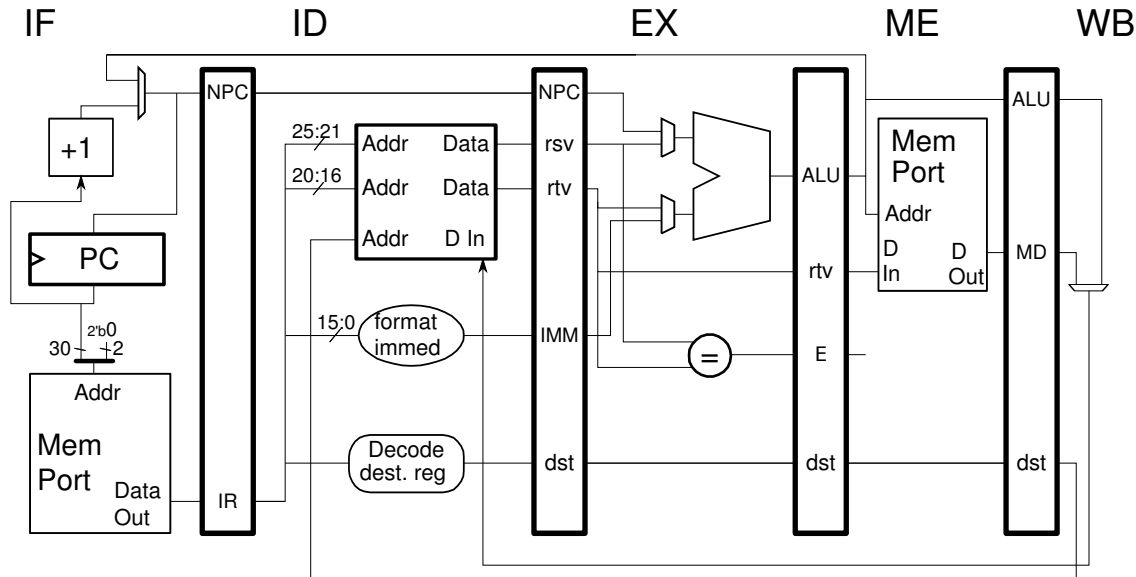 IF ID EX ME WB
NPC
NPC
ALU
+1
25:21
Addr Data
rsv
20:16
Addr Data
rtv
Addr D In
ALU
Mem
Port
Addr
D
In
D
Out
MD
PC
rtv
2'b0
30 2
15:0
format
immed
IMM
=
E
Addr
Mem
Port
Data
Out
IR
Decode
dest. reg
dst
dst
dst